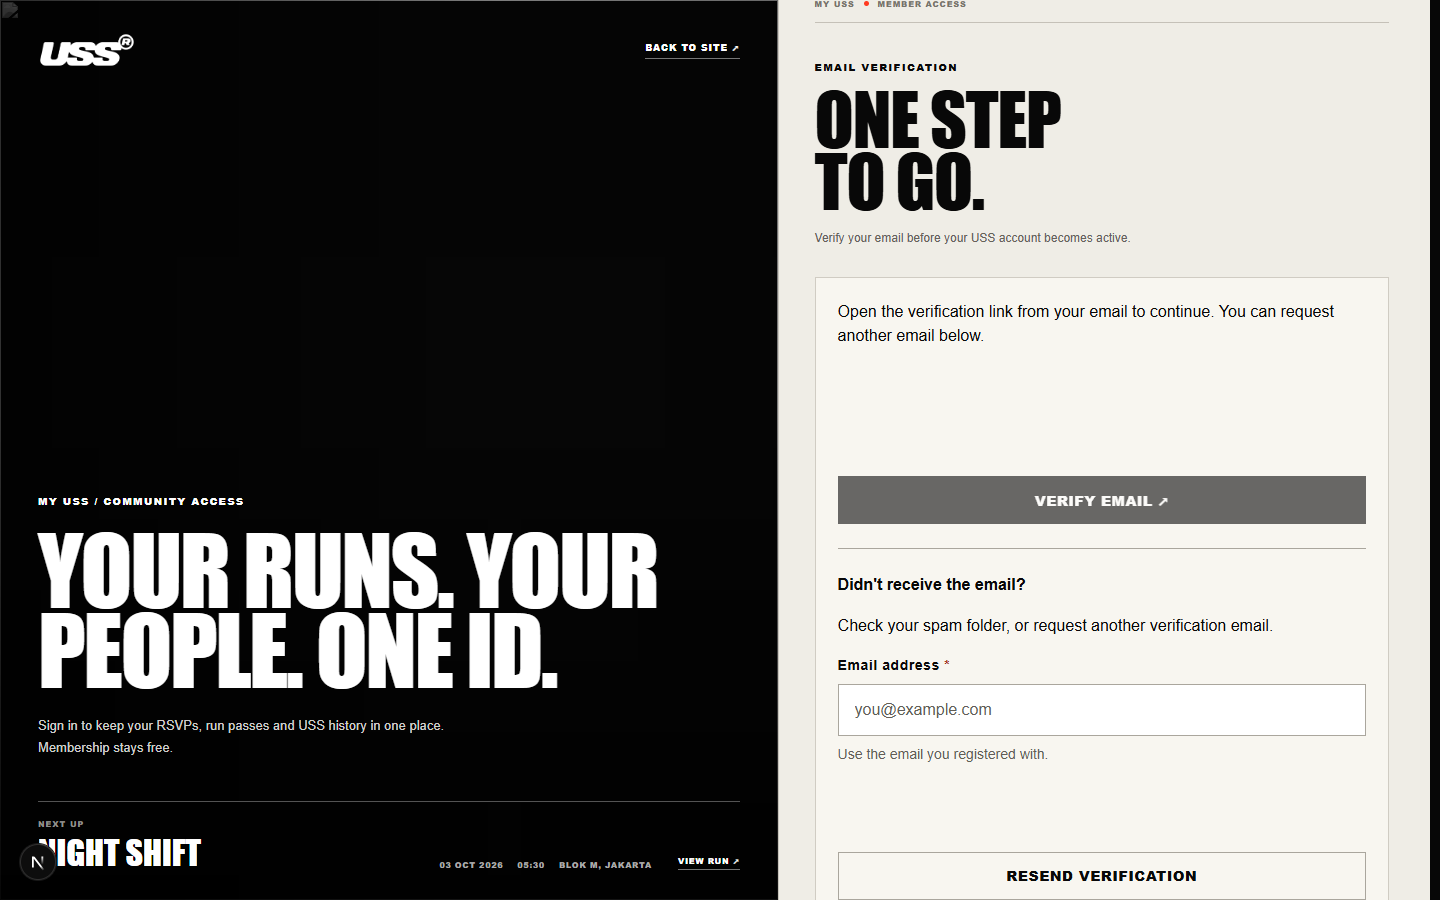 USS®
BACK TO SITE ↗
MY USS / COMMUNITY ACCESS
YOUR RUNS. YOUR
PEOPLE. ONE ID.
Sign in to keep your RSVPs, run passes and USS history in one place.
Membership stays free.
NEXT UP
NIGHT SHIFT
03 OCT 2026 05:30 BLOK M, JAKARTA
VIEW RUN ↗
N
MY USS • MEMBER ACCESS
EMAIL VERIFICATION
ONE STEP
TO GO.
Verify your email before your USS account becomes active.
Open the verification link from your email to continue. You can request
another email below.
VERIFY EMAIL ↗
Didn't receive the email?
Check your spam folder, or request another verification email.
Email address *
you@example.com
Use the email you registered with.
RESEND VERIFICATION